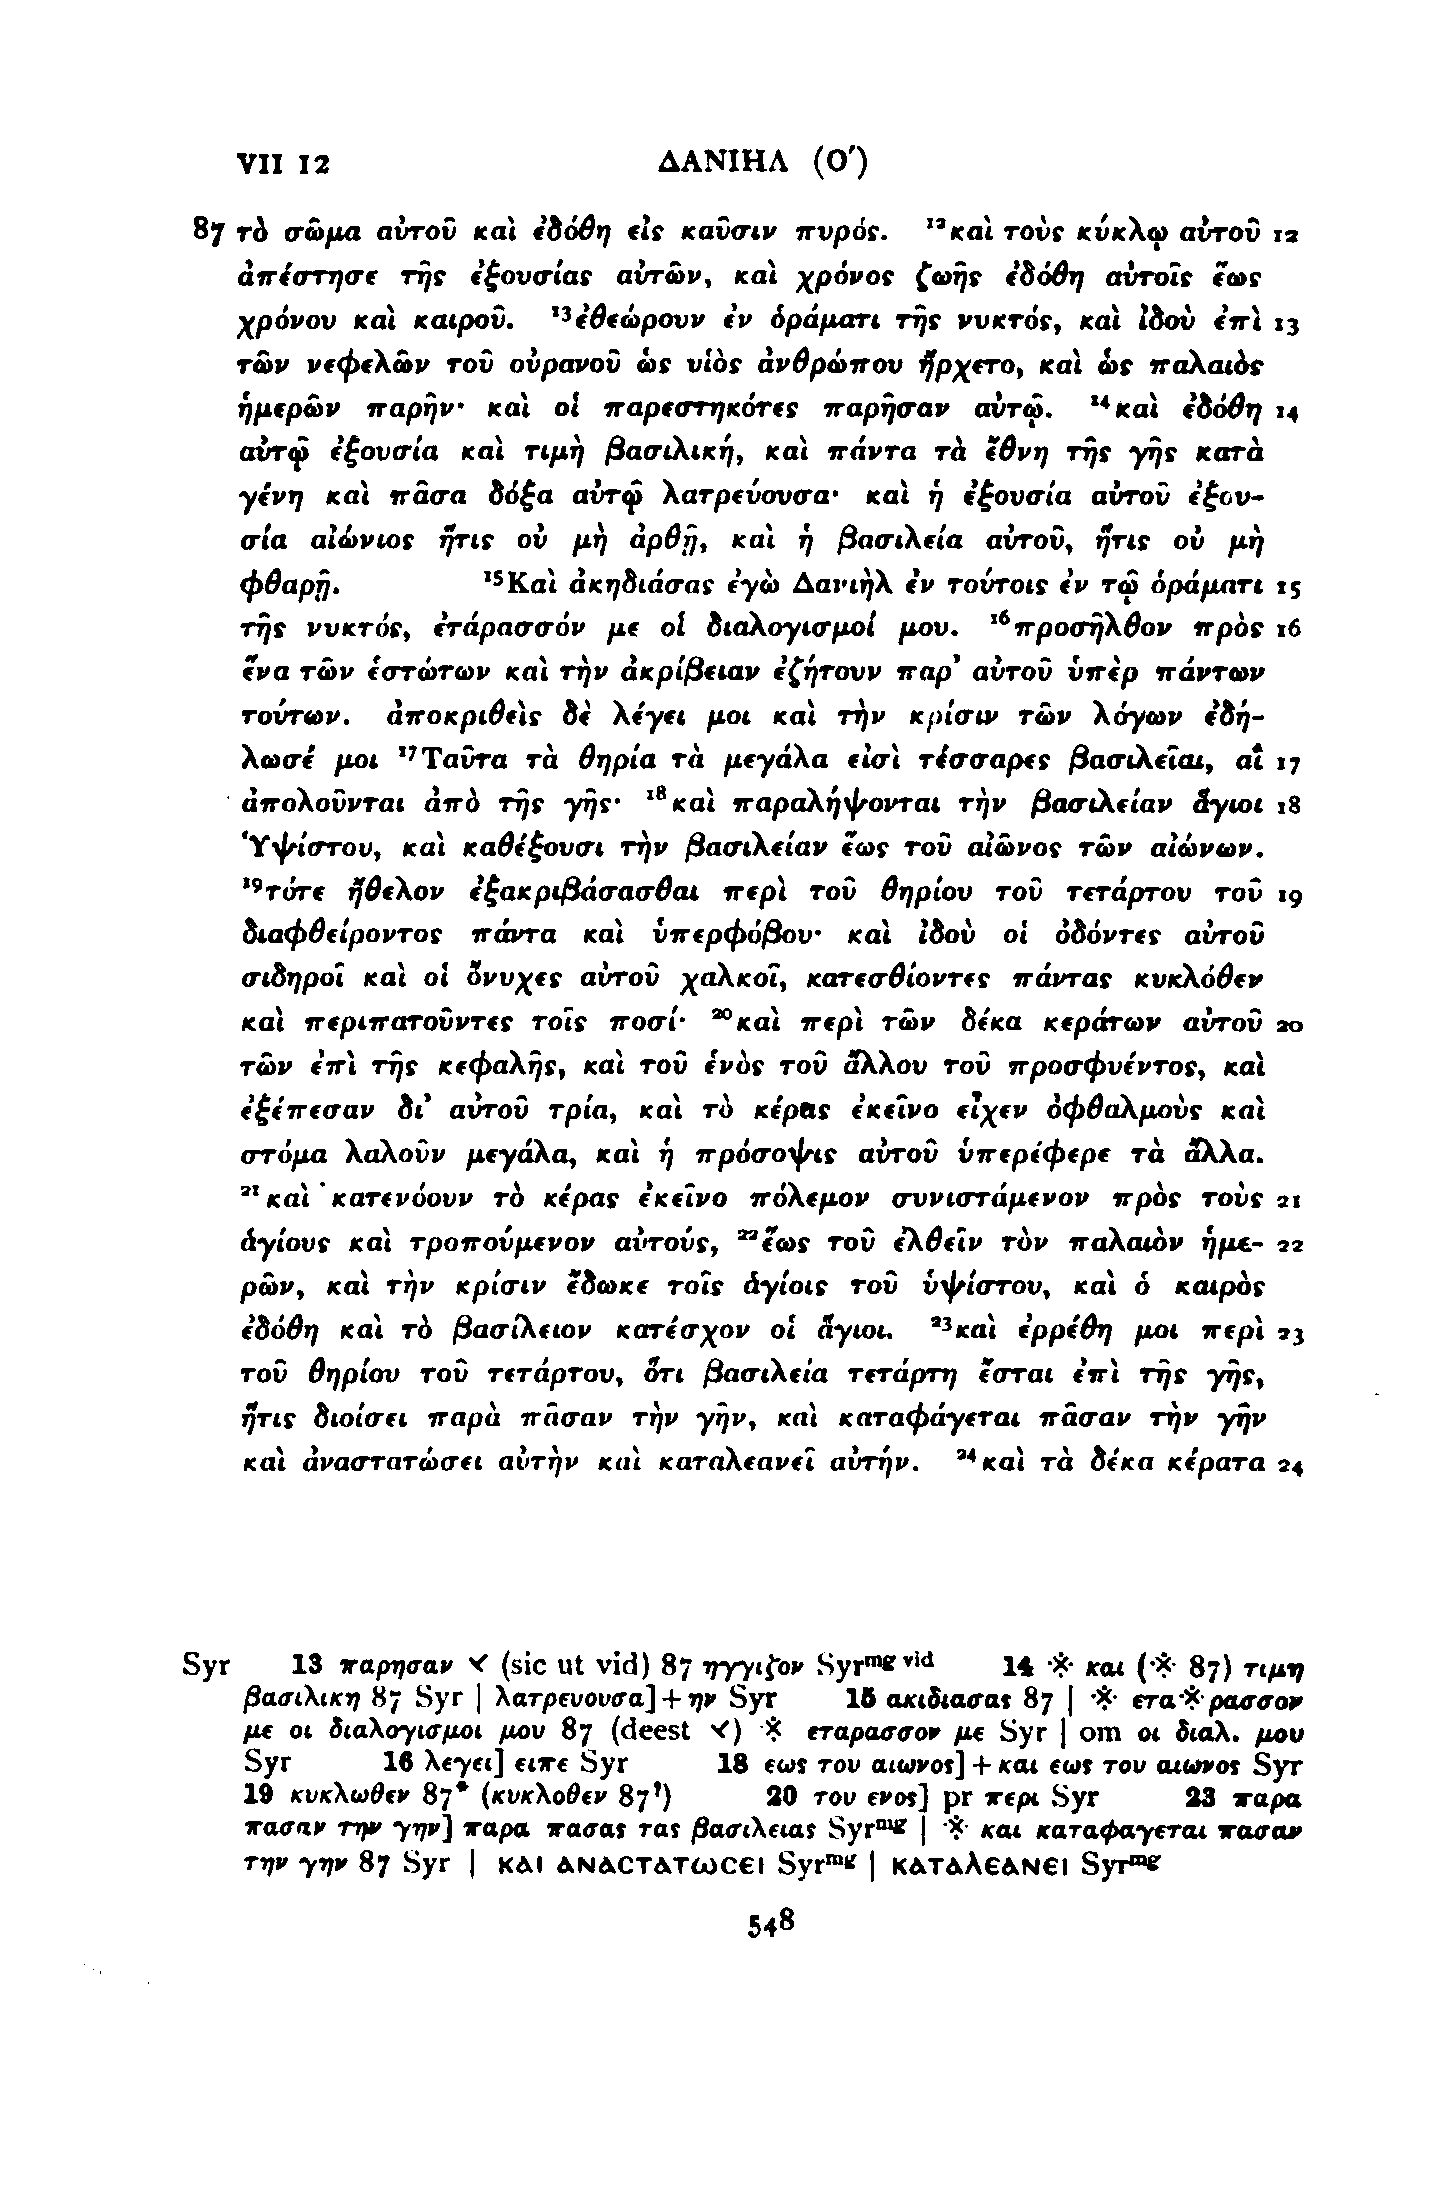 VII 12 ΔΑΝΙΗΛ (Ο')
87 τὸ σῶμα αὐτοῦ καὶ ἐδόθη εἰς καῦσιν πυρός. ¹²καὶ τοὺς κύκλῳ αὐτοῦ 12
ἀπέστησε τῆς ἐξουσίας αὐτῶν, καὶ χρόνος ζωῆς ἐδόθη αὐτοῖς ἕως
χρόνου καὶ καιροῦ. ¹³ἐθεώρουν ἐν ὁράματι τῆς νυκτός, καὶ ἰδοὺ ἐπὶ 13
τῶν νεφελῶν τοῦ οὐρανοῦ ὡς υἱὸς ἀνθρώπου ἤρχετο, καὶ ὡς παλαιὸς
ἡμερῶν παρῆν· καὶ οἱ παρεστηκότες παρῆσαν αὐτῷ. ¹⁴καὶ ἐδόθη 14
αὐτῷ ἐξουσία καὶ τιμὴ βασιλική, καὶ πάντα τὰ ἔθνη τῆς γῆς κατὰ
γένη καὶ πᾶσα δόξα αὐτῷ λατρεύουσα· καὶ ἡ ἐξουσία αὐτοῦ ἐξου-
σία αἰώνιος ἥτις οὐ μὴ ἀρθῇ, καὶ ἡ βασιλεία αὐτοῦ, ἥτις οὐ μὴ
φθαρῇ. ¹⁵Καὶ ἀκηδιάσας ἐγὼ Δανιὴλ ἐν τούτοις ἐν τῷ ὁράματι 15
τῆς νυκτός, ἐτάρασσόν με οἱ διαλογισμοί μου. ¹⁶προσῆλθον πρὸς 16
ἕνα τῶν ἑστώτων καὶ τὴν ἀκρίβειαν ἐζήτουν παρ' αὐτοῦ ὑπὲρ πάντων
τούτων. ἀποκριθεὶς δὲ λέγει μοι καὶ τὴν κρίσιν τῶν λόγων ἐδή-
λωσέ μοι ¹⁷Ταῦτα τὰ θηρία τὰ μεγάλα εἰσὶ τέσσαρες βασιλεῖαι, αἳ 17
ἀπολοῦνται ἀπὸ τῆς γῆς· ¹⁸καὶ παραλήψονται τὴν βασιλείαν ἅγιοι 18
Ὑψίστου, καὶ καθέξουσι τὴν βασιλείαν ἕως τοῦ αἰῶνος τῶν αἰώνων.
¹⁹τότε ἤθελον ἐξακριβάσασθαι περὶ τοῦ θηρίου τοῦ τετάρτου τοῦ 19
διαφθείροντος πάντα καὶ ὑπερφόβου· καὶ ἰδοὺ οἱ ὀδόντες αὐτοῦ
σιδηροῖ καὶ οἱ ὄνυχες αὐτοῦ χαλκοῖ, κατεσθίοντες πάντας κυκλόθεν
καὶ περιπατοῦντες τοῖς ποσί· ²⁰καὶ περὶ τῶν δέκα κεράτων αὐτοῦ 20
τῶν ἐπὶ τῆς κεφαλῆς, καὶ τοῦ ἑνὸς τοῦ ἄλλου τοῦ προσφυέντος, καὶ
ἐξέπεσαν δι' αὐτοῦ τρία, καὶ τὸ κέρας ἐκεῖνο εἶχεν ὀφθαλμοὺς καὶ
στόμα λαλοῦν μεγάλα, καὶ ἡ πρόσοψις αὐτοῦ ὑπερέφερε τὰ ἄλλα.
²¹καὶ κατενόουν τὸ κέρας ἐκεῖνο πόλεμον συνιστάμενον πρὸς τοὺς 21
ἁγίους καὶ τροπούμενον αὐτούς, ²²ἕως τοῦ ἐλθεῖν τὸν παλαιὸν ἡμε- 22
ρῶν, καὶ τὴν κρίσιν ἔδωκε τοῖς ἁγίοις τοῦ ὑψίστου, καὶ ὁ καιρὸς
ἐδόθη καὶ τὸ βασίλειον κατέσχον οἱ ἅγιοι. ²³καὶ ἐρρέθη μοι περὶ 23
τοῦ θηρίου τοῦ τετάρτου, ὅτι βασιλεία τετάρτη ἔσται ἐπὶ τῆς γῆς,
ἥτις διοίσει παρὰ πᾶσαν τὴν γῆν, καὶ καταφάγεται πᾶσαν τὴν γῆν
καὶ ἀναστατώσει αὐτὴν καὶ καταλεανεῖ αὐτήν. ²⁴καὶ τὰ δέκα κέρατα 24
Syr 13 παρησαν ⋖ (sic ut vid) 87 ηγγιζον Syrᵐᵍ ᵛⁱᵈ 14 ※ και (※ 87) τιμη
βασιλικη 87 Syr | λατρευουσα]+ην Syr 15 ακιδιασας 87 | ※ ετα※ρασσον
με οι διαλογισμοι μου 87 (deest ⋖) ※ εταρασσον με Syr | om οι διαλ. μου
Syr 16 λεγει] ειπε Syr 18 εως του αιωνος]+και εως του αιωνος Syr
19 κυκλωθεν 87* (κυκλοθεν 87ˀ) 20 του ενος] pr περι Syr 23 παρα
πασαν την γην] παρα πασας τας βασιλειας Syrᵐᵍ | ※ και καταφαγεται πασαν
την γην 87 Syr | ΚΑΙ ΑΝΑϹΤΑΤΩϹΕΙ Syrᵐᵍ | ΚΑΤΑΛΕΑΝΕΙ Syrᵐᵍ
548